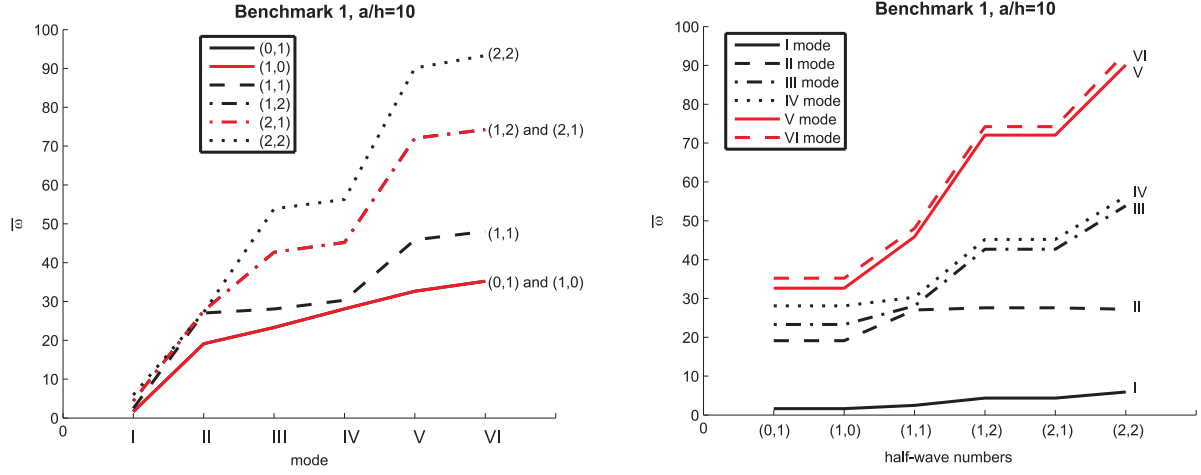 Benchmark 1, a/h=10
100
90
80
70
60
50
40
30
20
10
0
ω̅
(0,1)
(1,0)
(1,1)
(1,2)
(2,1)
(2,2)
(2,2)
(1,2) and (2,1)
(1,1)
(0,1) and (1,0)
0 I II III IV V VI
mode
Benchmark 1, a/h=10
100
90
80
70
60
50
40
30
20
10
0
ω̅
I mode
II mode
III mode
IV mode
V mode
VI mode
VI
V
IV
III
II
I
0 (0,1) (1,0) (1,1) (1,2) (2,1) (2,2)
half-wave numbers